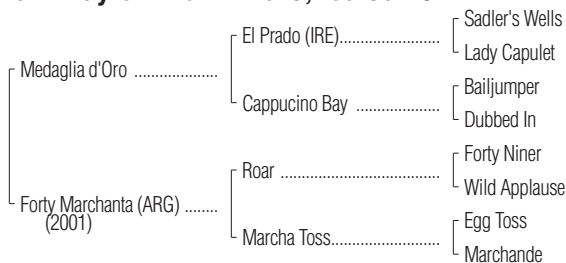 Sadler's Wells
El Prado (IRE)....................
Lady Capulet
Medaglia d'Oro ...................
Bailjumper
Cappucino Bay ...................
Dubbed In
Forty Niner
Roar ..............................
Wild Applause
Forty Marchanta (ARG) ........
(2001)
Egg Toss
Marcha Toss.........................
Marchande